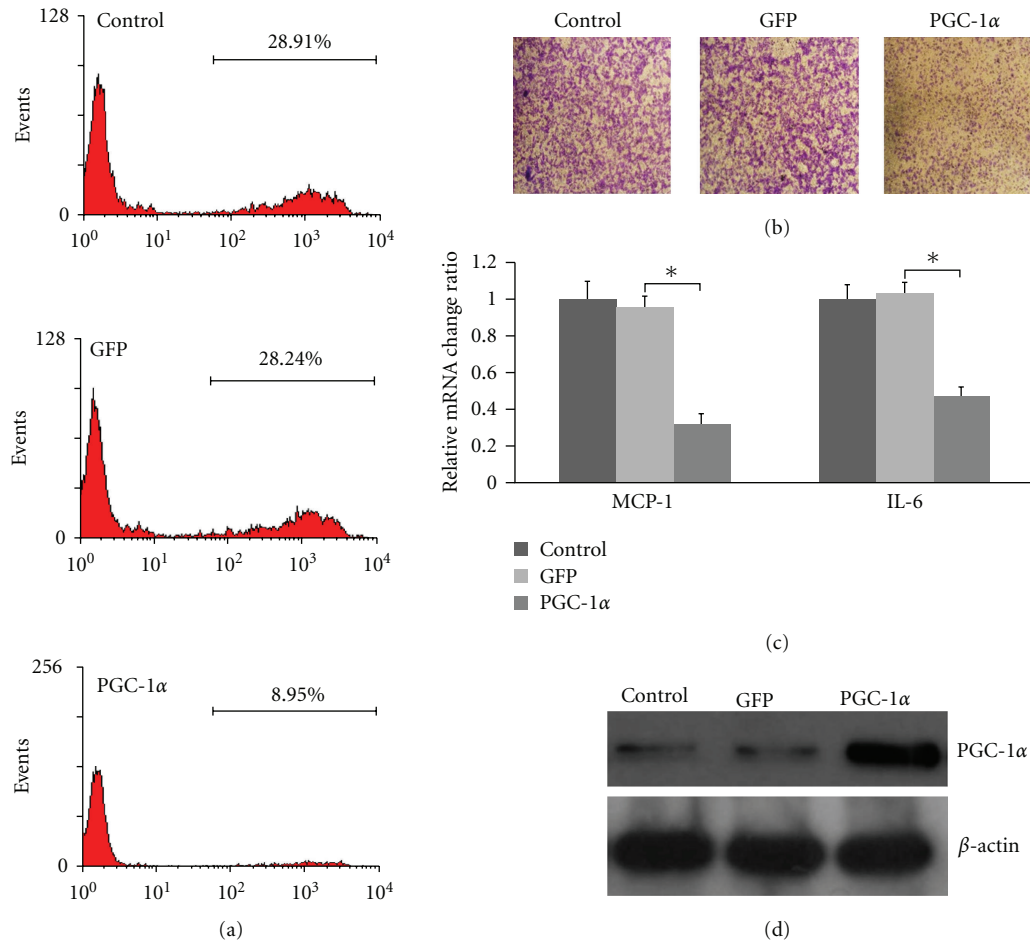 128
Control
28.91%
Events
0
10^0 10^1 10^2 10^3 10^4
128
GFP
28.24%
Events
0
10^0 10^1 10^2 10^3 10^4
256
PGC-1α
8.95%
Events
0
10^0 10^1 10^2 10^3 10^4
(a)
Control GFP PGC-1α
(b)
Relative mRNA change ratio
1.2
1
0.8
0.6
0.4
0.2
0
* *
MCP-1 IL-6
Control
GFP
PGC-1α
(c)
Control GFP PGC-1α
PGC-1α
β-actin
(d)